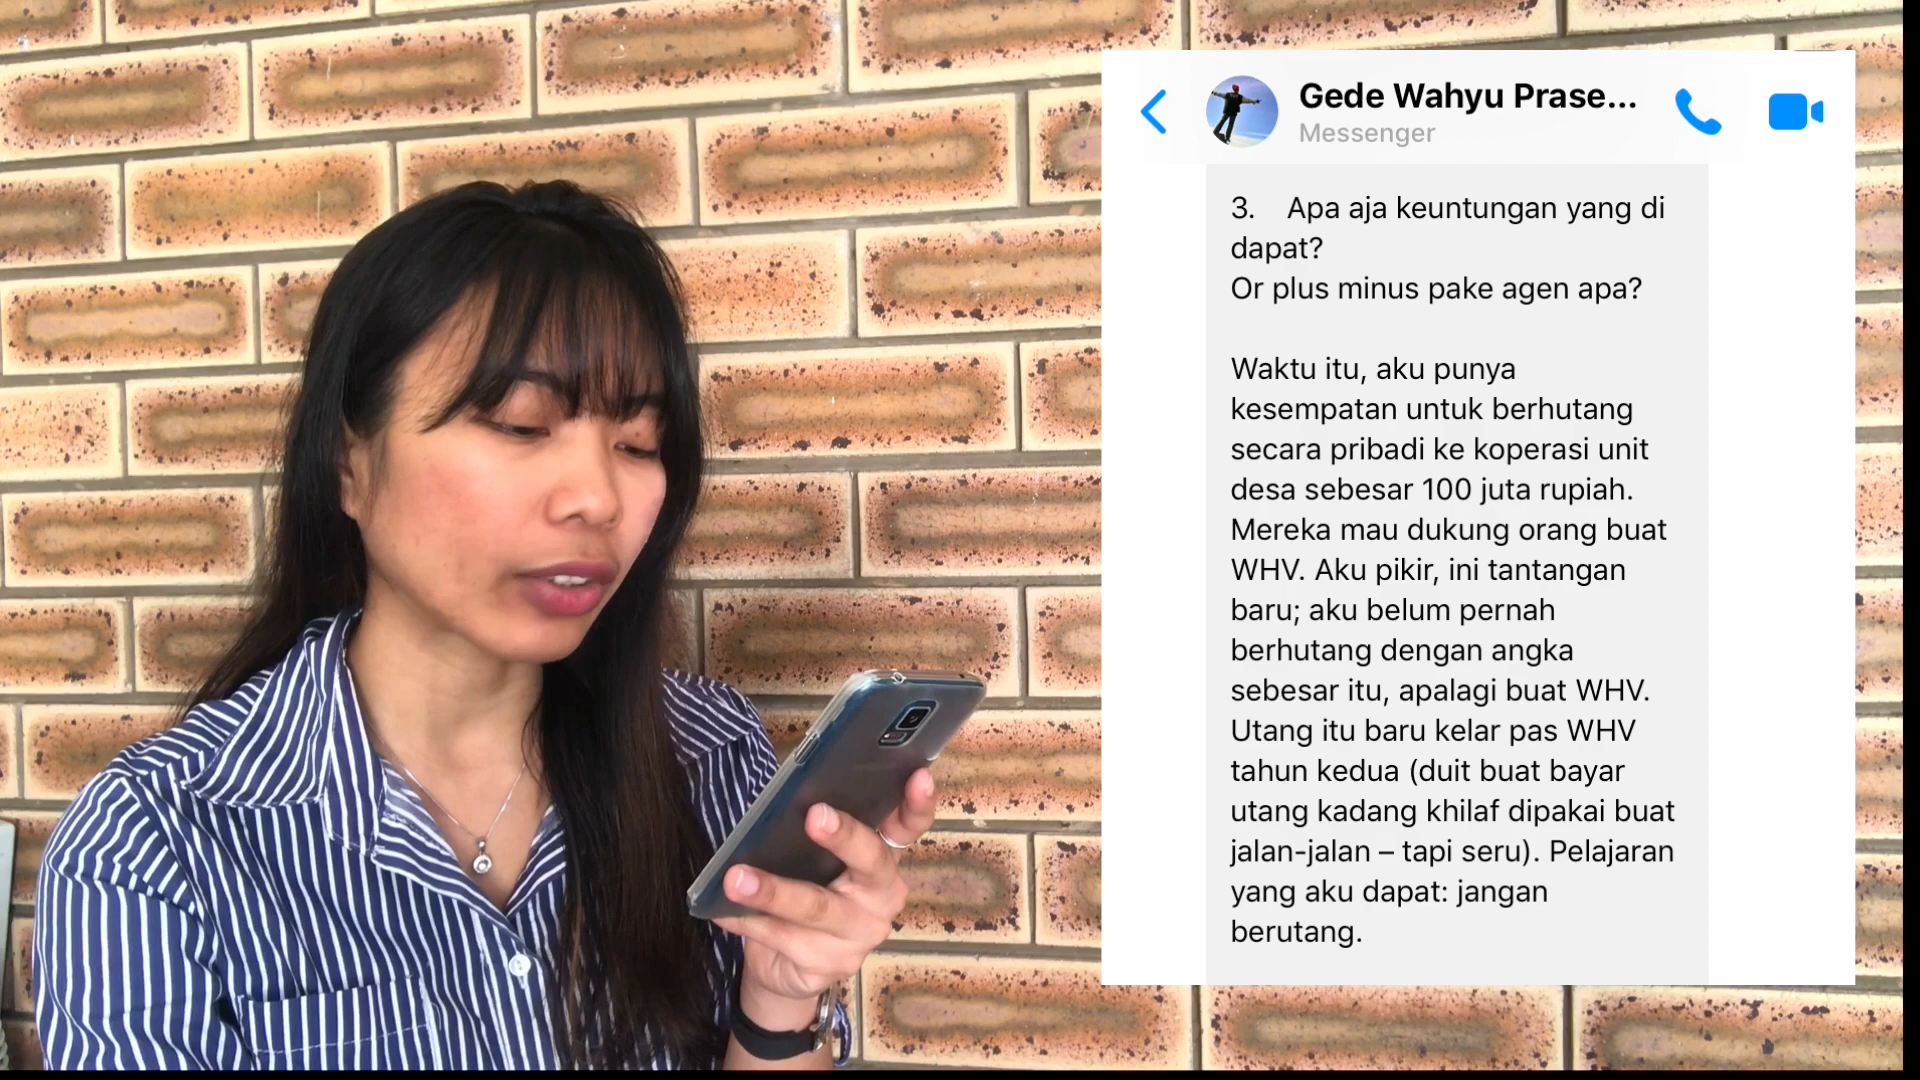 Gede Wahyu Prase...
Messenger
3. Apa aja keuntungan yang di
dapat?
Or plus minus pake agen apa?
Waktu itu, aku punya
kesempatan untuk berhutang
secara pribadi ke koperasi unit
desa sebesar 100 juta rupiah.
Mereka mau dukung orang buat
WHV. Aku pikir, ini tantangan
baru; aku belum pernah
berhutang dengan angka
sebesar itu, apalagi buat WHV.
Utang itu baru kelar pas WHV
tahun kedua (duit buat bayar
utang kadang khilaf dipakai buat
jalan-jalan – tapi seru). Pelajaran
yang aku dapat: jangan
berutang.